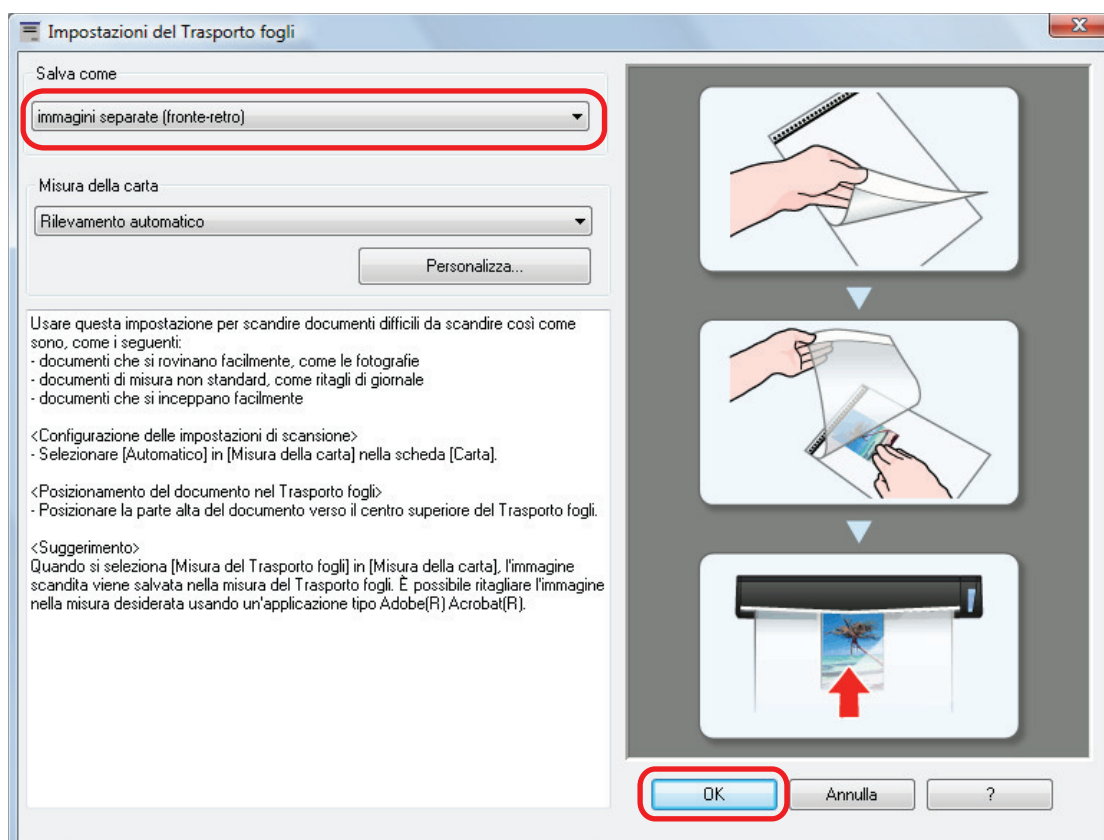 Impostazioni del Trasporto fogli
Salva come
immagini separate (fronte-retro)
Misura della carta
Rilevamento automatico
Personalizza...
Usare questa impostazione per scandire documenti difficili da scandire così come
sono, come i seguenti:
- documenti che si rovinano facilmente, come le fotografie
- documenti di misura non standard, come ritagli di giornale
- documenti che si inceppano facilmente
<Configurazione delle impostazioni di scansione>
- Selezionare [Automatico] in [Misura della carta] nella scheda [Carta].
<Posizionamento del documento nel Trasporto fogli>
- Posizionare la parte alta del documento verso il centro superiore del Trasporto fogli.
<Suggerimento>
Quando si seleziona [Misura del Trasporto fogli] in [Misura della carta], l'immagine
scandita viene salvata nella misura del Trasporto fogli. È possibile ritagliare l'immagine
nella misura desiderata usando un'applicazione tipo Adobe(R) Acrobat(R).
OK
Annulla
?